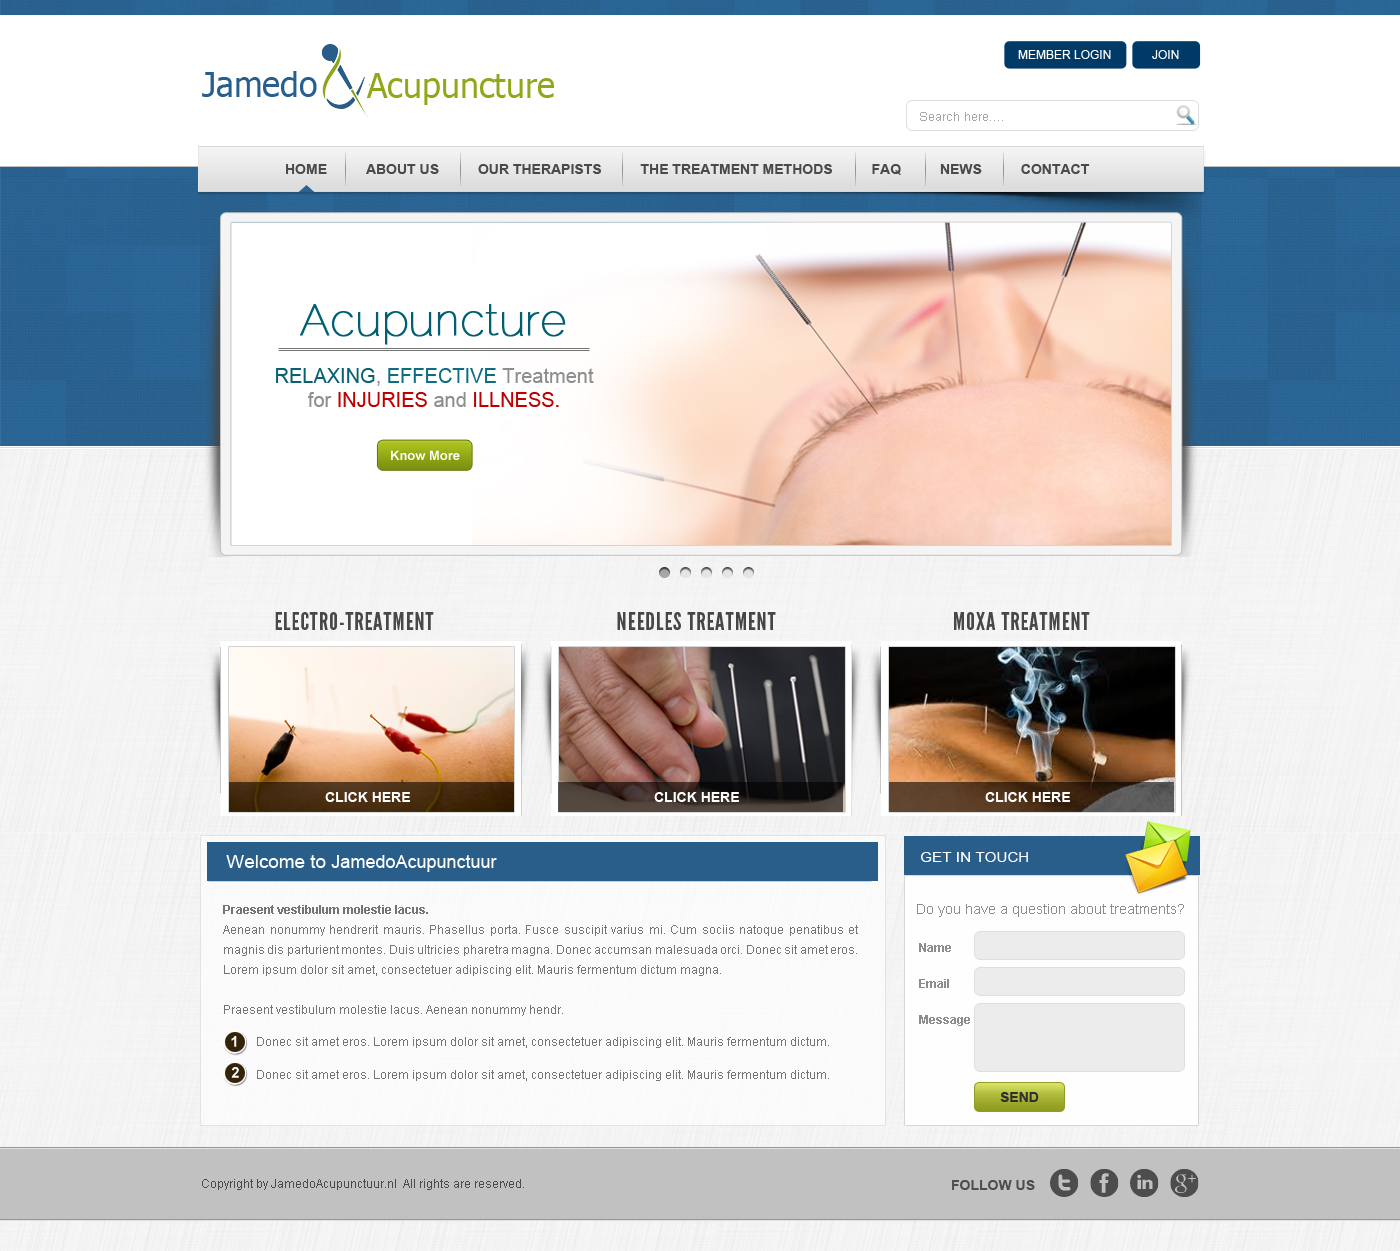 Jamedo Acupuncture
MEMBER LOGIN
JOIN
Search here....
HOME
ABOUT US
OUR THERAPISTS
THE TREATMENT METHODS
FAQ
NEWS
CONTACT
Acupuncture
RELAXING, EFFECTIVE Treatment
for INJURIES and ILLNESS.
Know More
ELECTRO-TREATMENT
NEEDLES TREATMENT
MOXA TREATMENT
CLICK HERE
CLICK HERE
CLICK HERE
Welcome to JamedoAcupunctuur
Praesent vestibulum molestie lacus.
Aenean nonummy hendrerit mauris. Phasellus porta. Fusce suscipit varius mi. Cum sociis natoque penatibus et
magnis dis parturient montes. Duis ultricies pharetra magna. Donec accumsan malesuada orci. Donec sit amet eros.
Lorem ipsum dolor sit amet, consectetuer adipiscing elit. Mauris fermentum dictum magna.
Praesent vestibulum molestie lacus. Aenean nonummy hendr.
1 Donec sit amet eros. Lorem ipsum dolor sit amet, consectetuer adipiscing elit. Mauris fermentum dictum.
2 Donec sit amet eros. Lorem ipsum dolor sit amet, consectetuer adipiscing elit. Mauris fermentum dictum.
GET IN TOUCH
Do you have a question about treatments?
Name
Email
Message
SEND
Copyright by JamedoAcupunctuur.nl All rights are reserved.
FOLLOW US